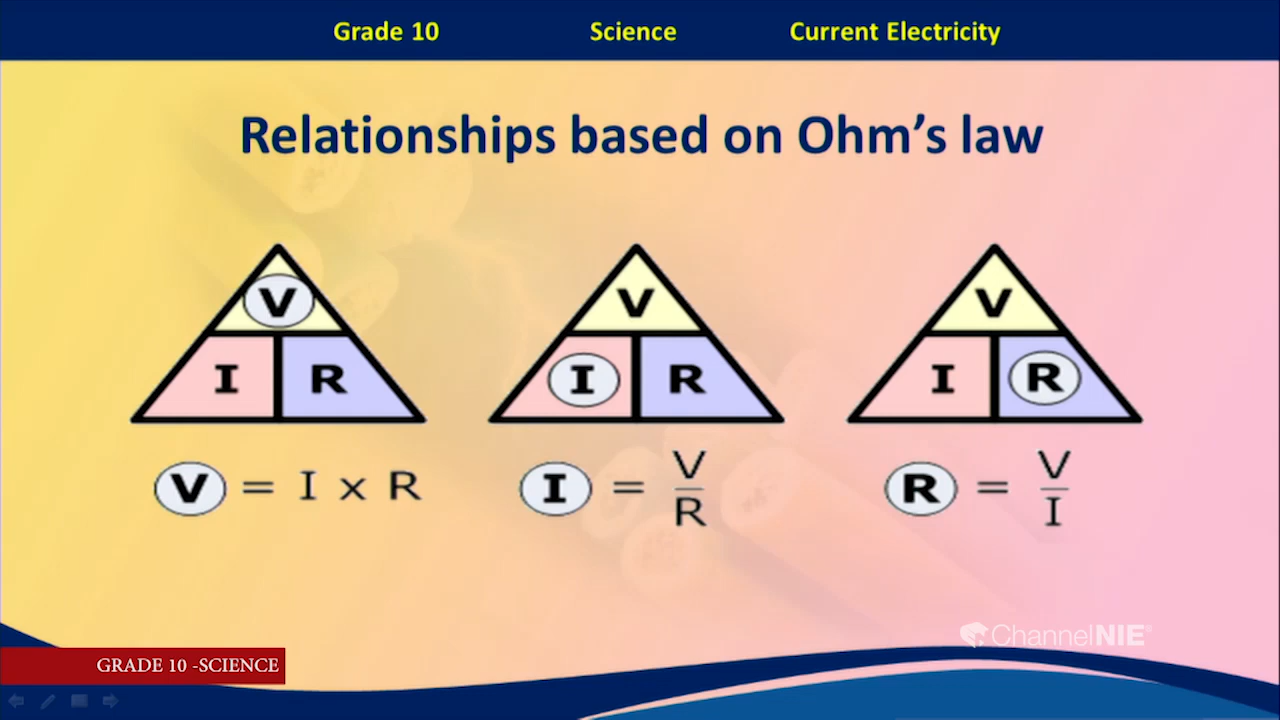 Grade 10 Science Current Electricity
Relationships based on Ohm's law
V V V
I R I R I R
V = I x R
I = V/R
R = V/I
ChannelNIE®
GRADE 10 -SCIENCE